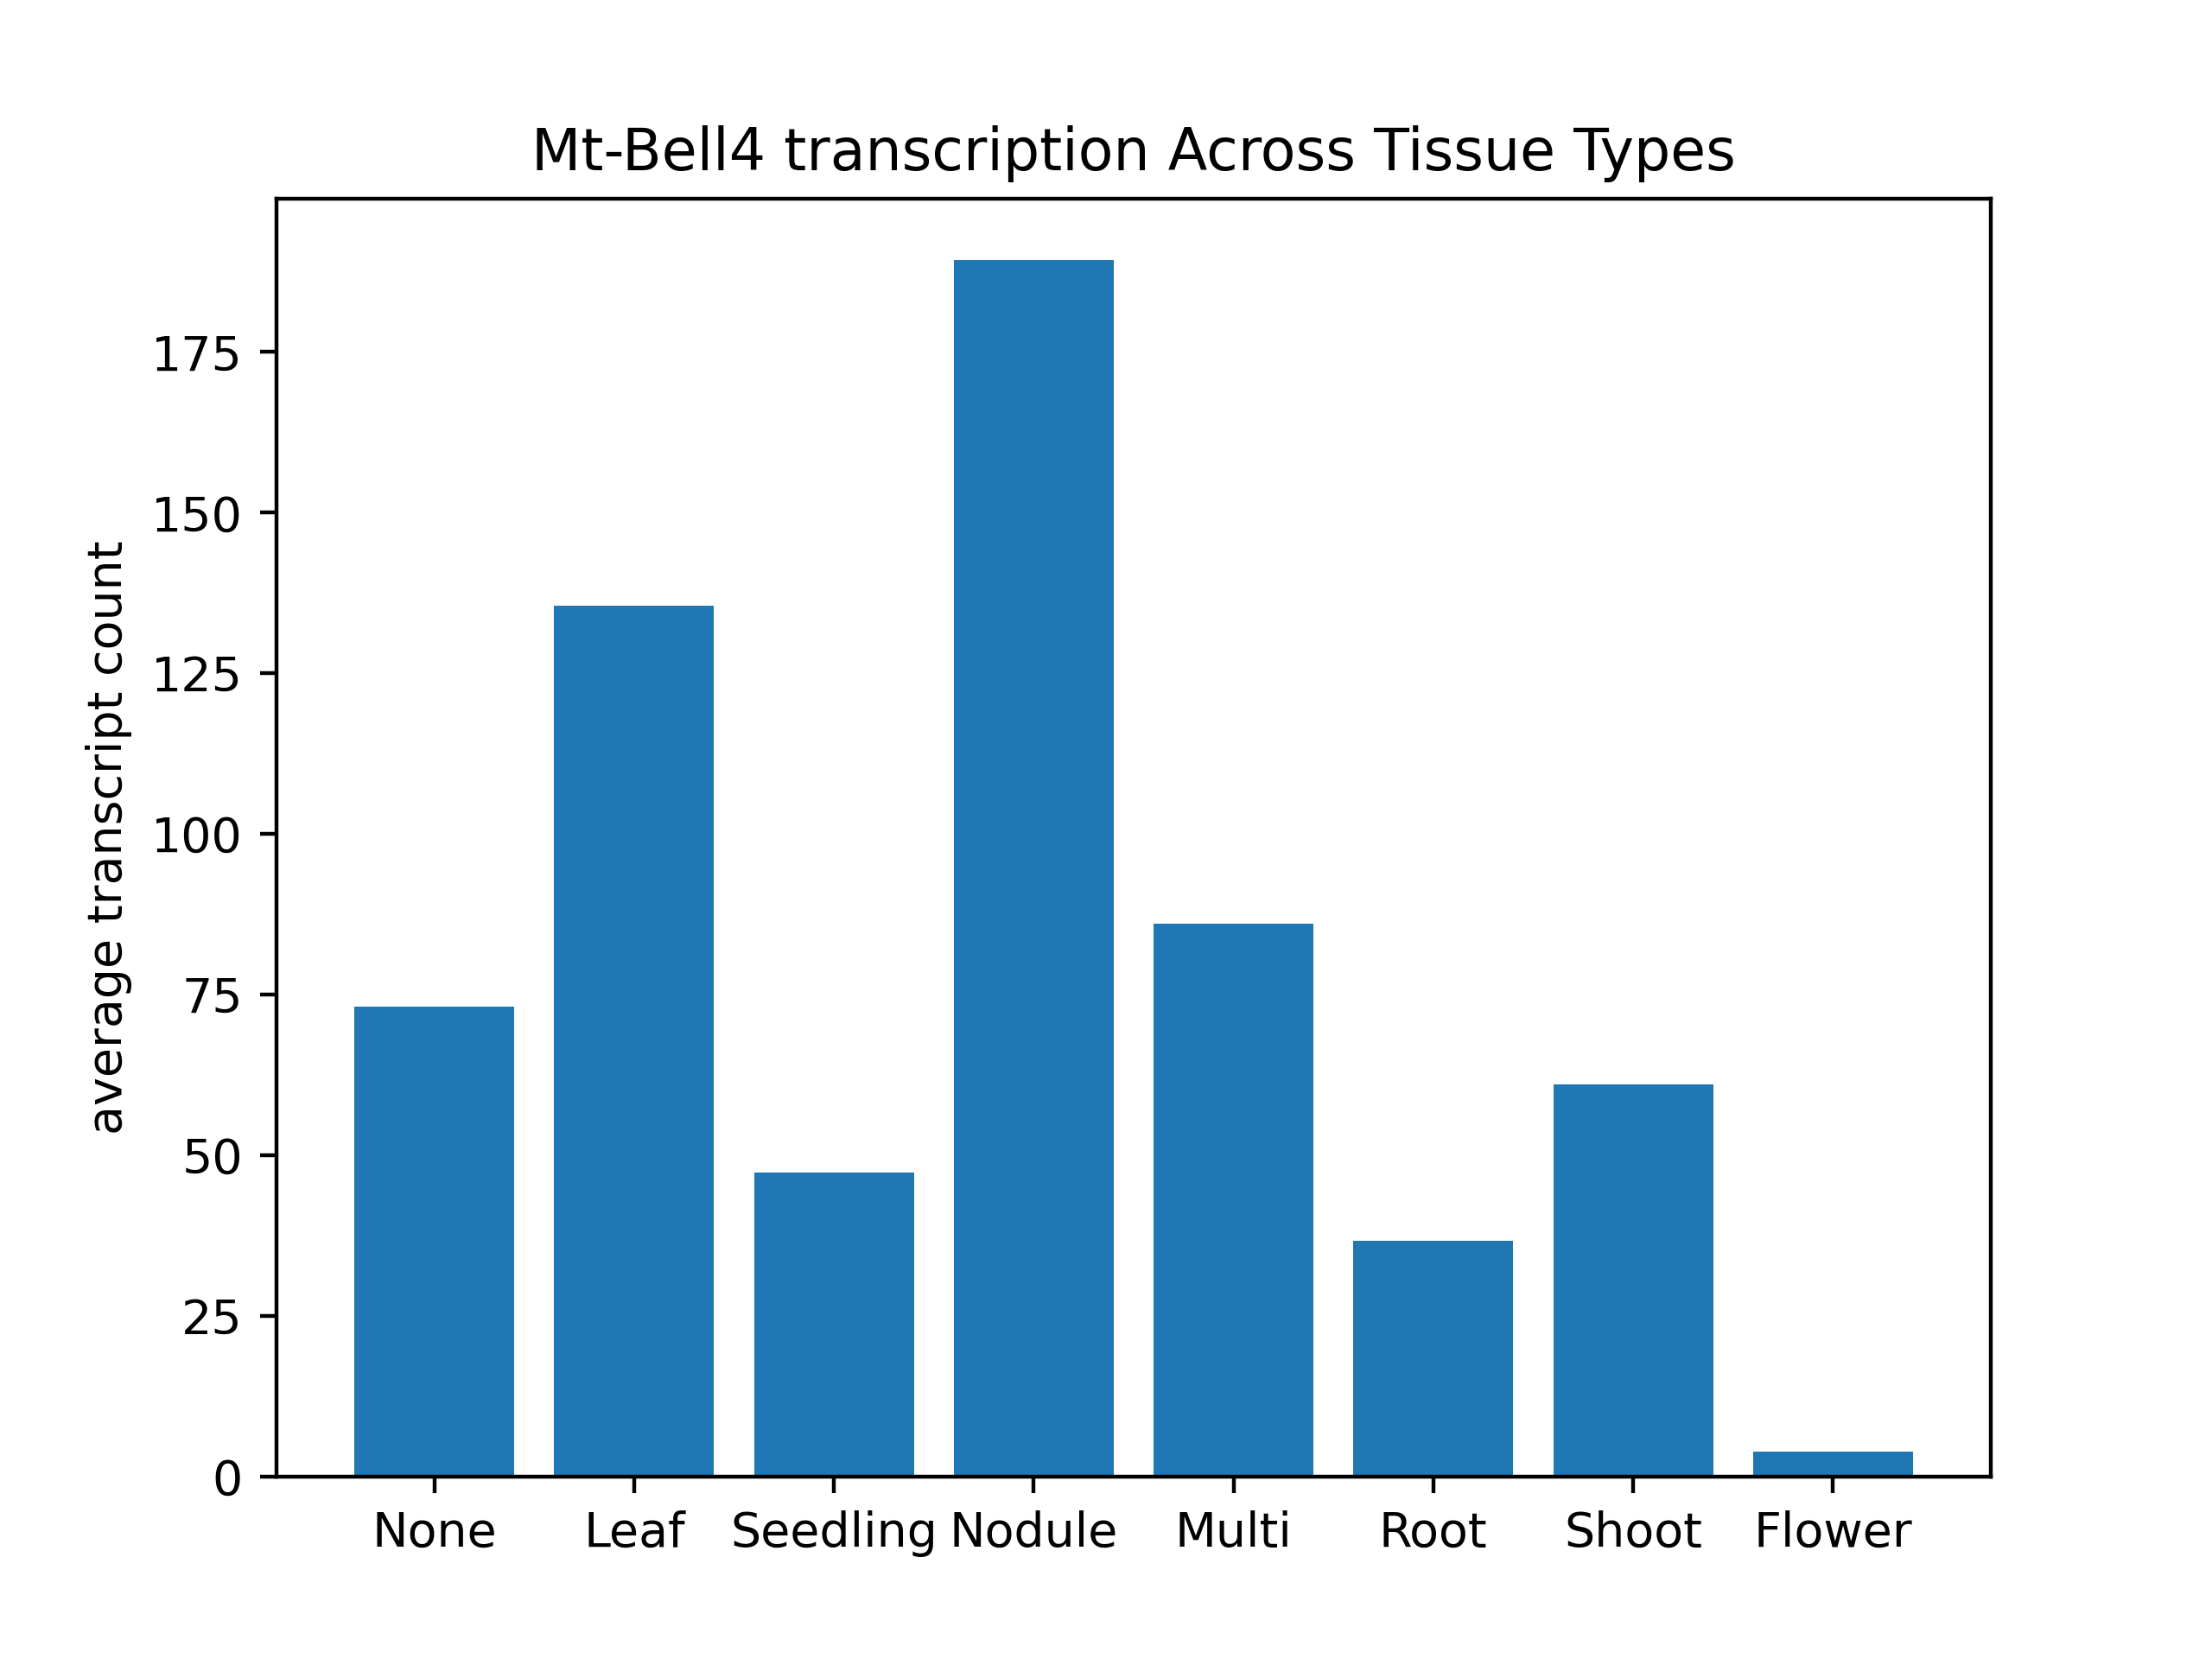 Mt-Bell4 transcription Across Tissue Types
average transcript count
175
150
125
100
75
50
25
0
None Leaf Seedling Nodule Multi Root Shoot Flower